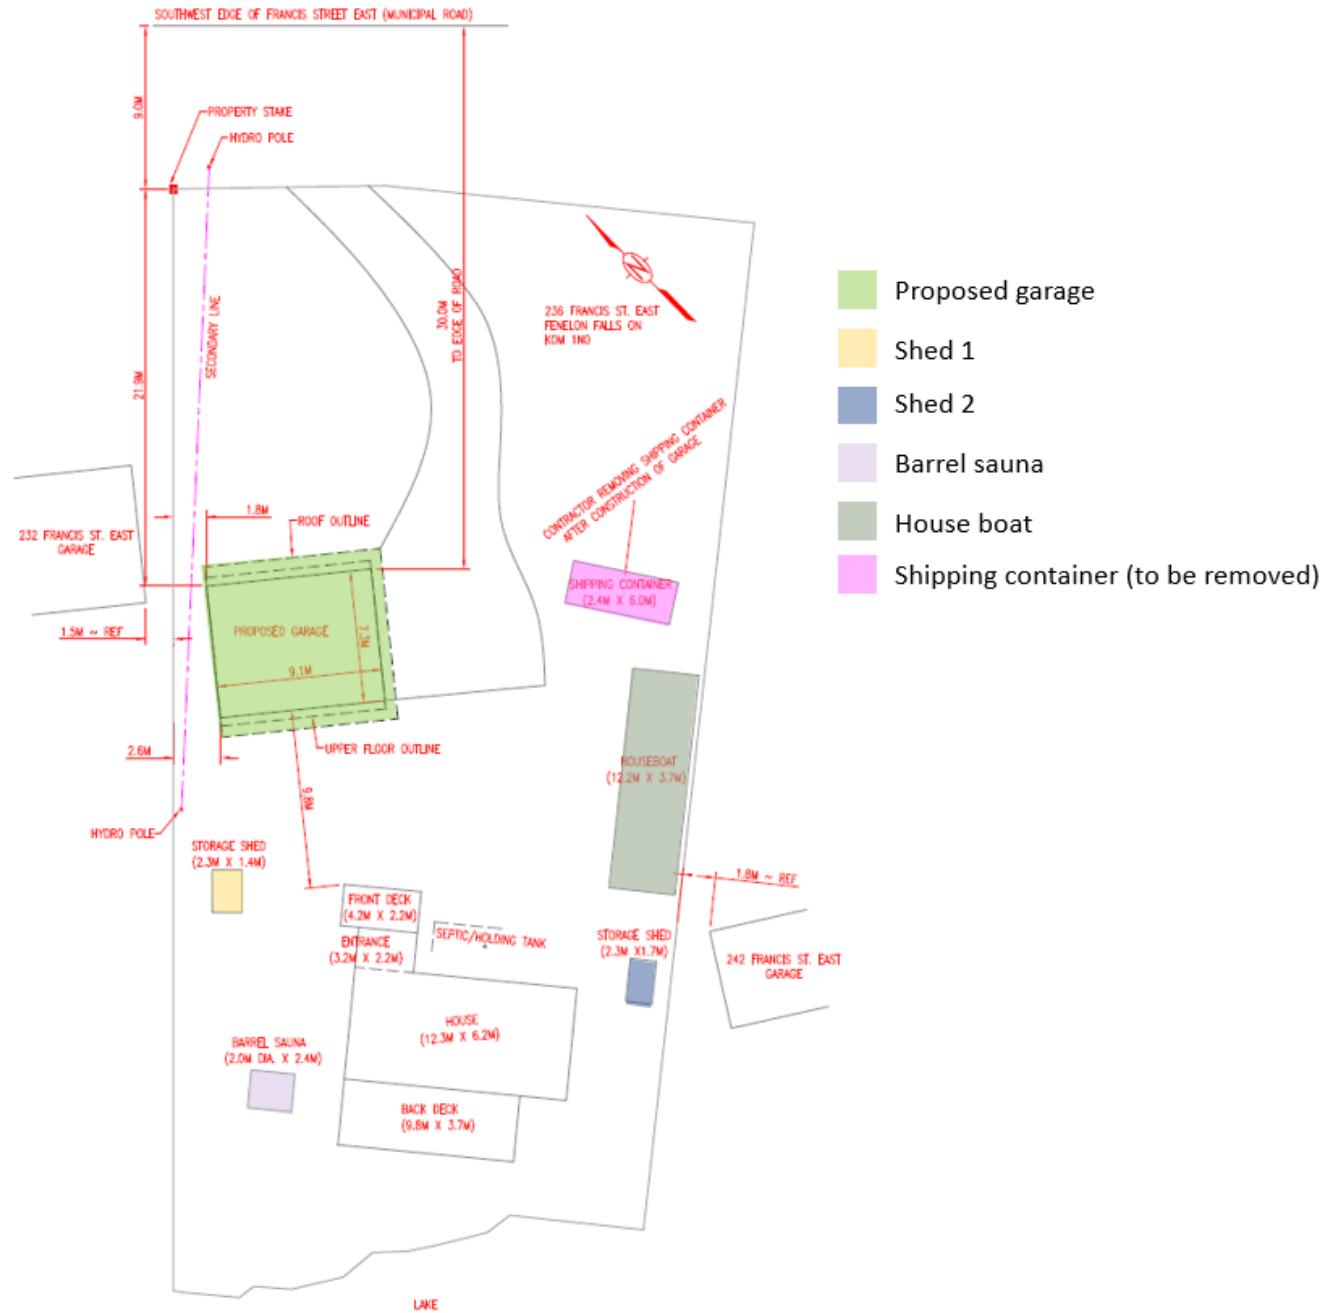 SOUTHWEST EDGE OF FRANCIS STREET EAST (MUNICIPAL ROAD)
9.0M
PROPERTY STAKE
HYDRO POLE
SECONDARY LINE
21.9M
30.0M
TO EDGE OF ROAD
N
236 FRANCIS ST. EAST
FENELON FALLS ON
K0M 1N0
CONTRACTOR REMOVING SHIPPING CONTAINER
AFTER CONSTRUCTION OF GARAGE
1.8M
ROOF OUTLINE
232 FRANCIS ST. EAST
GARAGE
SHIPPING CONTAINER
(2.4M X 6.0M)
1.5M ~ REF
PROPOSED GARAGE
7.3M
9.1M
2.6M
UPPER FLOOR OUTLINE
9.8M
HOUSEBOAT
(12.2M X 3.7M)
HYDRO POLE
STORAGE SHED
(2.3M X 1.4M)
1.8M ~ REF
FRONT DECK
(4.2M X 2.2M)
ENTRANCE
(3.2M X 2.2M)
SEPTIC/HOLDING TANK
STORAGE SHED
(2.3M X1.7M)
242 FRANCIS ST. EAST
GARAGE
HOUSE
(12.3M X 6.2M)
BARREL SAUNA
(2.0M DIA. X 2.4M)
BACK DECK
(9.8M X 3.7M)
LAKE
Proposed garage
Shed 1
Shed 2
Barrel sauna
House boat
Shipping container (to be removed)